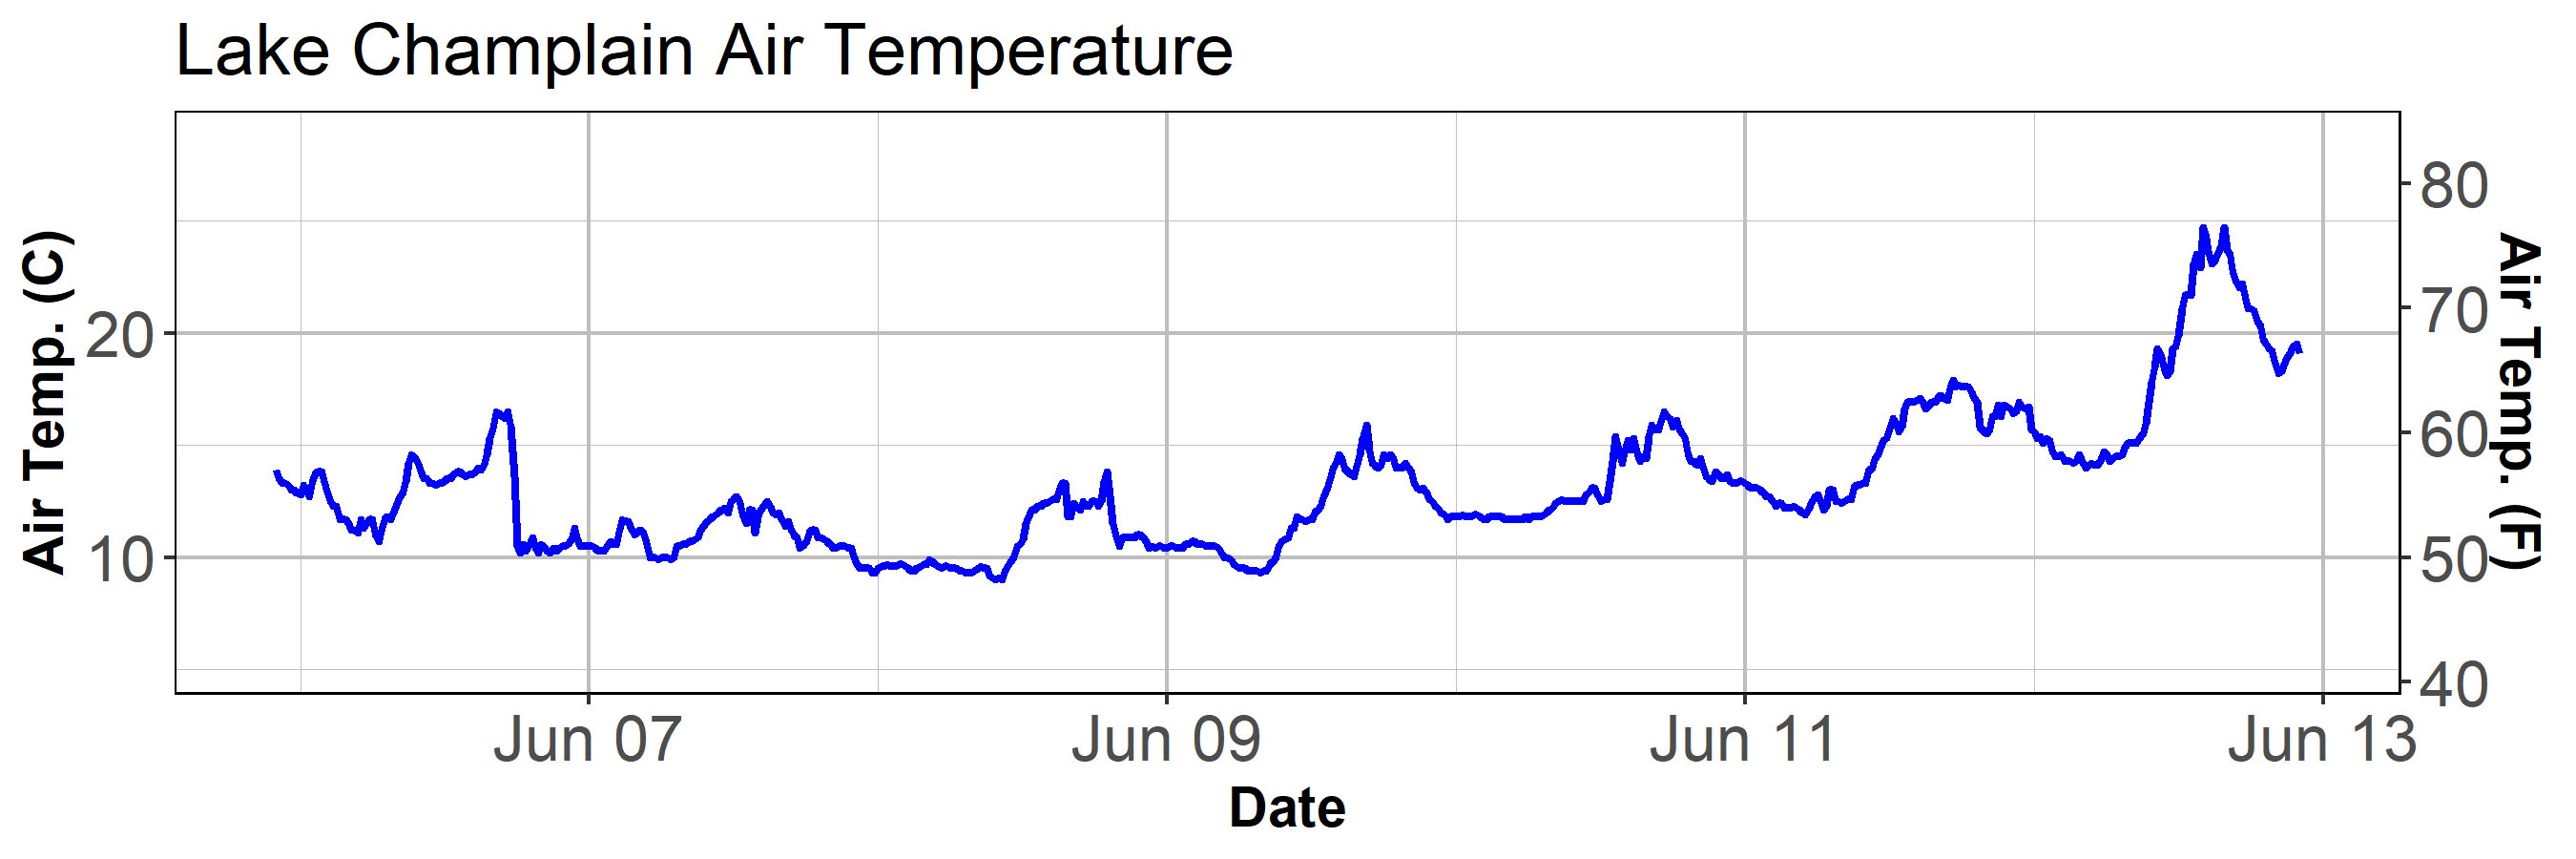 Lake Champlain Air Temperature
Air Temp. (C)
20
10
80
70
60
50
40
Air Temp. (F)
Jun 07
Jun 09
Jun 11
Jun 13
Date